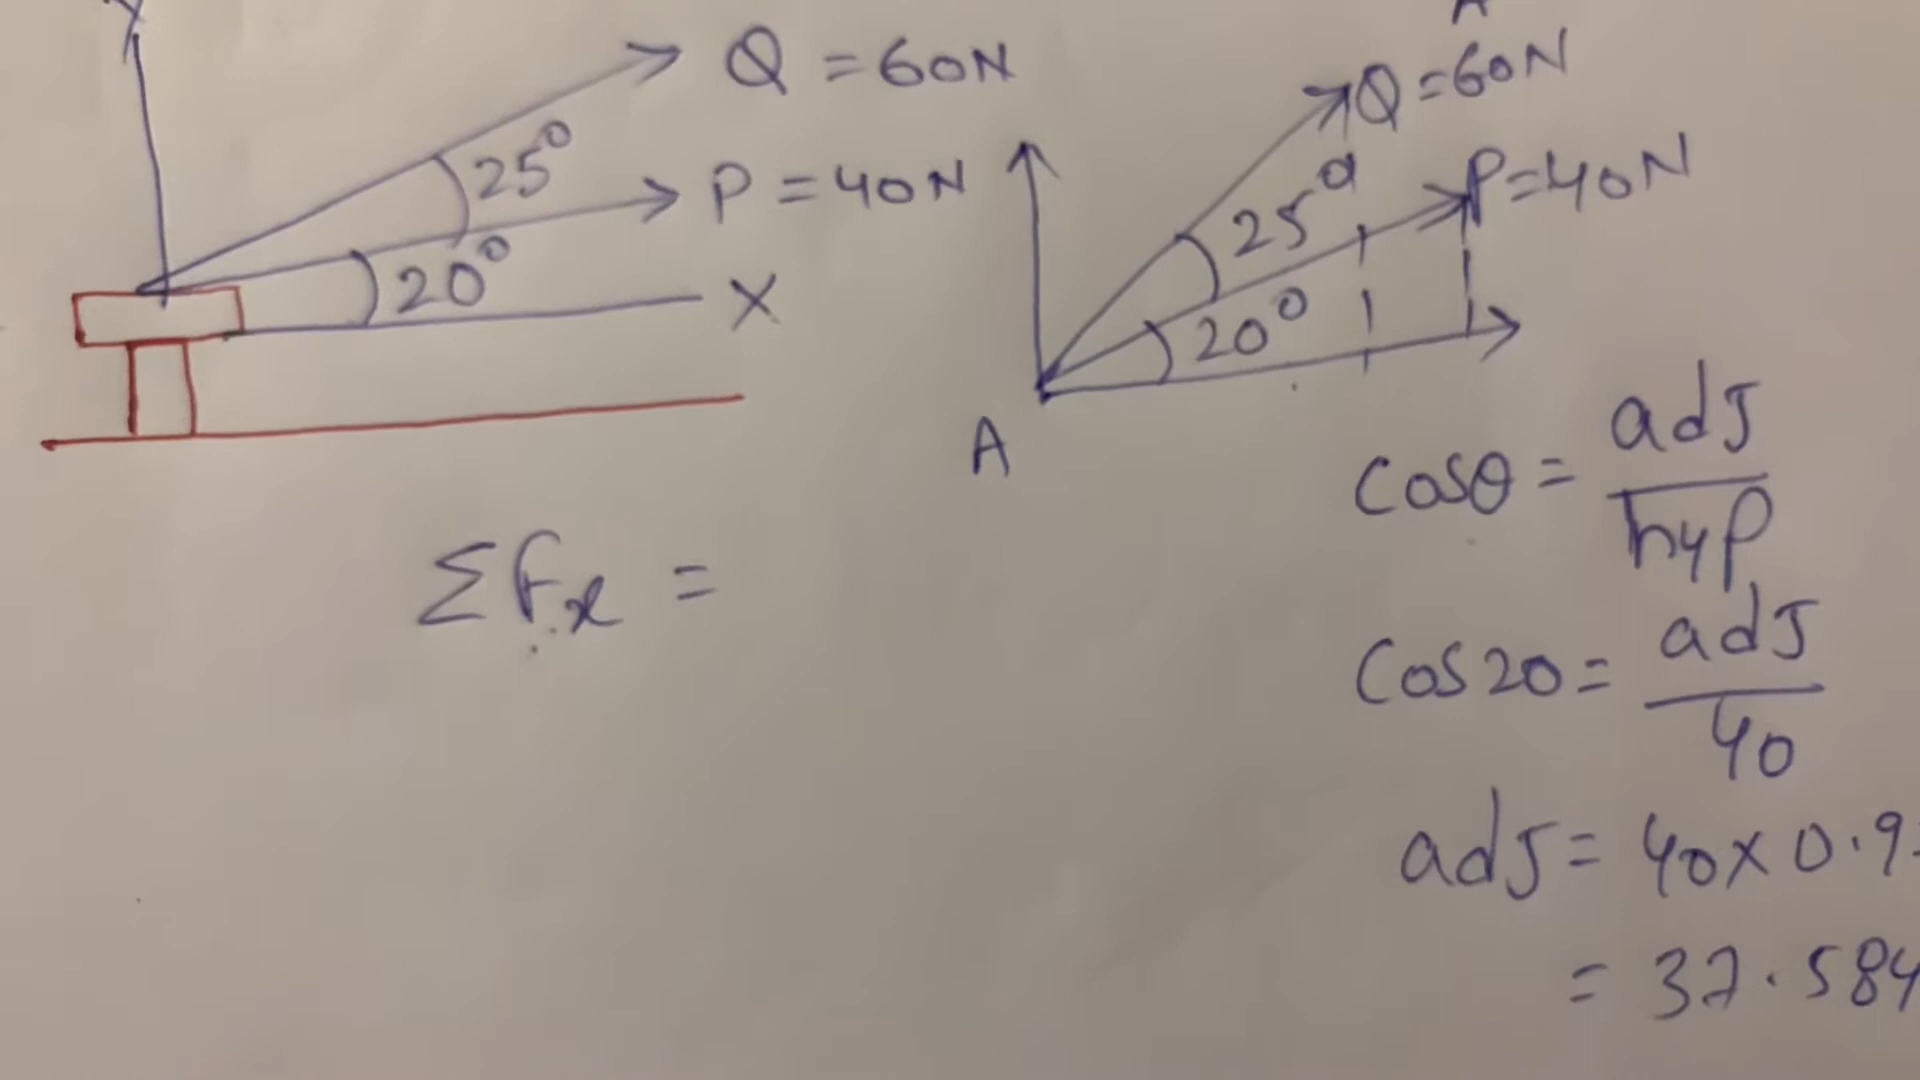 Y
Q = 60N
25°
P = 40N
20°
X
A
Q = 60N
25°
P = 40N
20°
A
ΣFx =
Cosθ = adj/hyp
Cos20 = adj/40
adj = 40 x 0.9
= 37.584